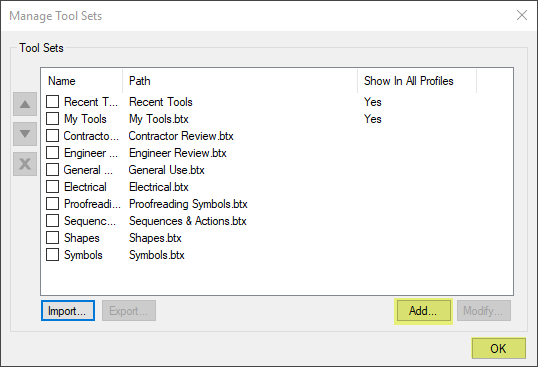 Manage Tool Sets
Tool Sets
Name Path Show In All Profiles
Recent T... Recent Tools Yes
My Tools My Tools.btx Yes
Contracto... Contractor Review.btx
Engineer ... Engineer Review.btx
General ... General Use.btx
Electrical Electrical.btx
Proofreadi... Proofreading Symbols.btx
Sequenc... Sequences & Actions.btx
Shapes Shapes.btx
Symbols Symbols.btx
Import... Export... Add... Modify...
OK